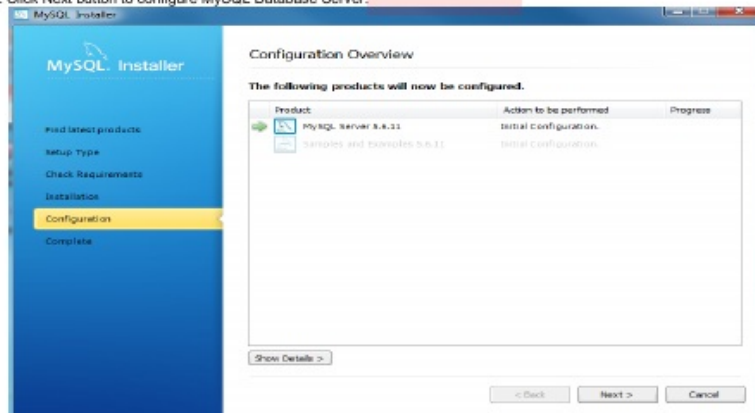 . Click Next button to configure MySQL Database Server.
MySQL Installer
MySQL. Installer
Configuration Overview
The following products will now be configured.
Product Action to be performed Progress
MySQL Server 5.6.11 Initial Configuration.
Samples and Examples 5.6.11 Initial Configuration.
Find latest products
Setup Type
Check Requirements
Installation
Configuration
Complete
Show Details >
< Back Next > Cancel